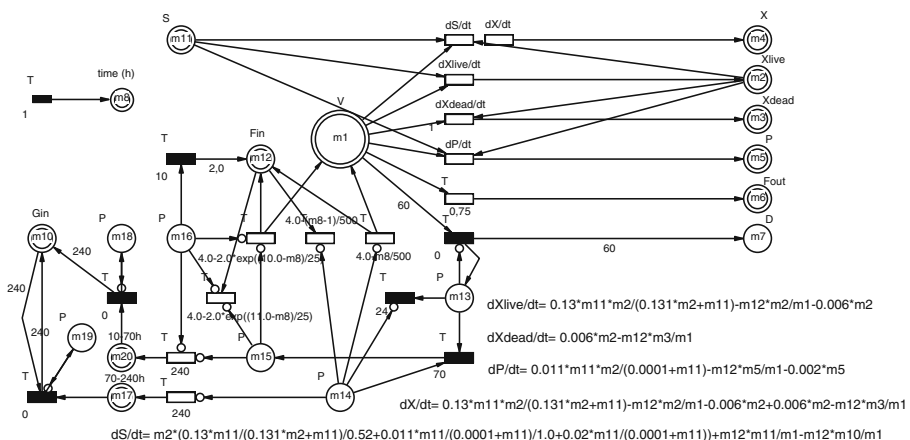 S
dS/dt
dX/dt
X
m11
m4
Xlive
T
time (h)
dXlive/dt
m2
m8
1
V
dXdead/dt
Xdead
T
m3
m1
Fin
dP/dt
P
T
m12
m5
10
2,0
T
Fout
60
0,75
m6
Gin
P
P
T
4.0-(m8-1)/500
T
T
D
m10
m18
m16
m7
240
0
60
4.0-2.0*exp((10.0-m8)/25)
4.0-m8/500
240
T
T
T
P
m13
dXlive/dt= 0.13*m11*m2/(0.131*m2+m11)-m12*m2/m1-0.006*m2
240
P
0
4.0-2.0*exp((11.0-m8)/25)
24
m19
10-70h
T
P
T
dXdead/dt= 0.006*m2-m12*m3/m1
m20
m15
T
70-240h
240
70
dP/dt= 0.011*m11*m2/(0.0001+m11)-m12*m5/m1-0.002*m5
T
P
m17
m14
0
240
dX/dt= 0.13*m11*m2/(0.131*m2+m11)-m12*m2/m1-0.006*m2+0.006*m2-m12*m3/m1
dS/dt= m2*(0.13*m11/(0.131*m2+m11)/0.52+0.011*m11/(0.0001+m11)/1.0+0.02*m11/(0.0001+m11))+m12*m11/m1-m12*m10/m1